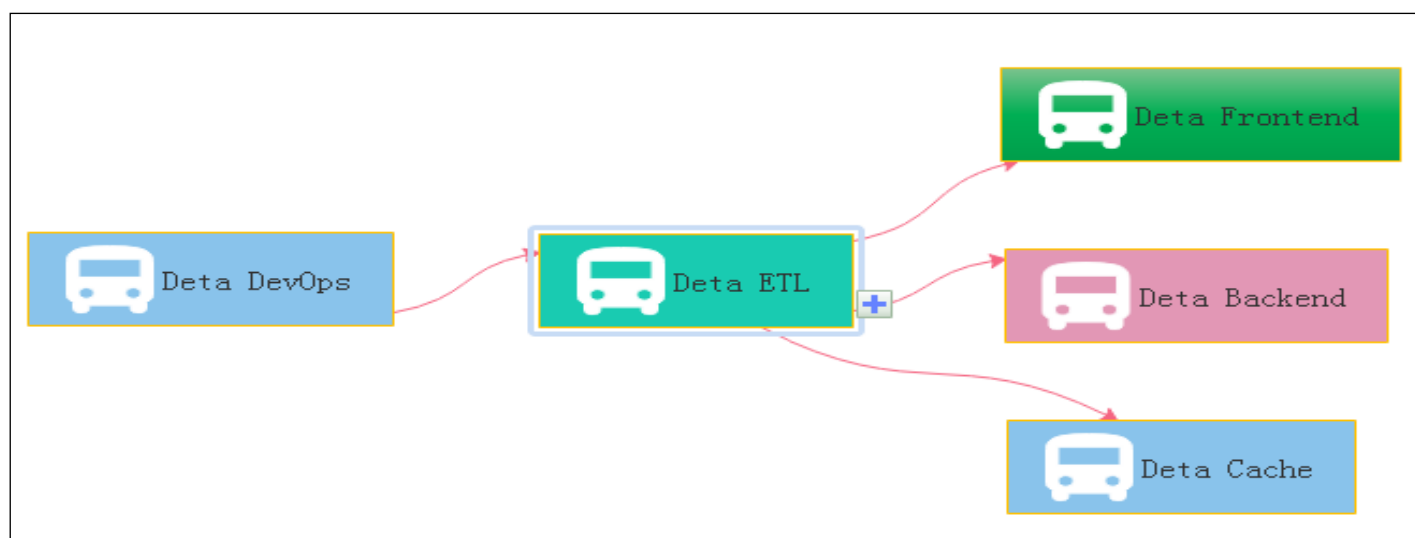 Deta Frontend
Deta DevOps
Deta ETL
Deta Backend
Deta Cache